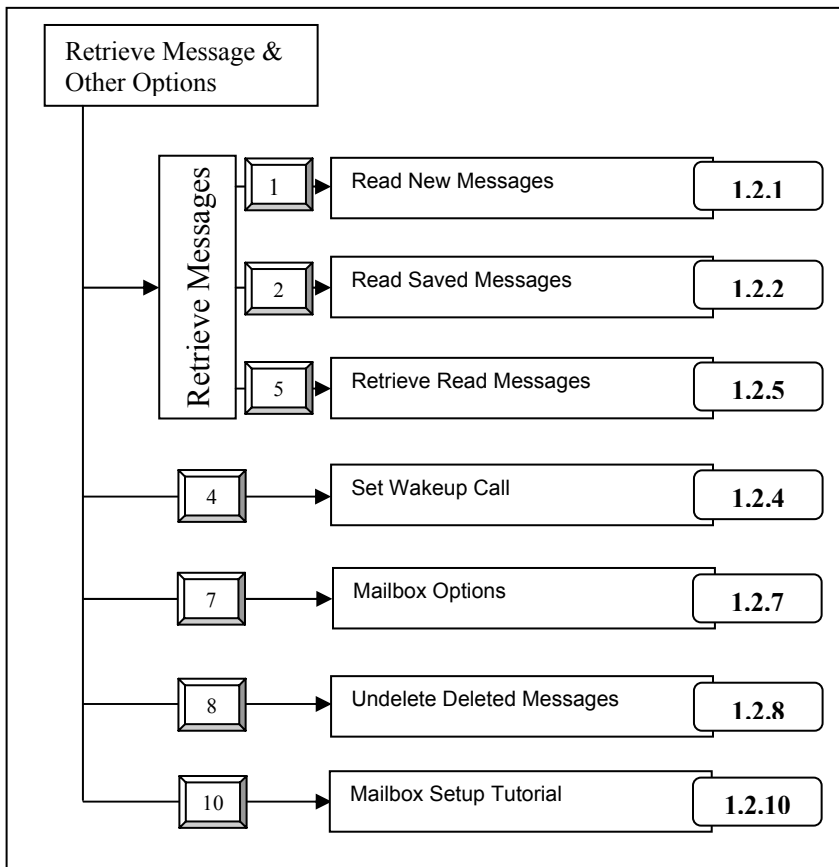 Retrieve Message &
Other Options
Retrieve Messages
1
Read New Messages
1.2.1
2
Read Saved Messages
1.2.2
5
Retrieve Read Messages
1.2.5
4
Set Wakeup Call
1.2.4
7
Mailbox Options
1.2.7
8
Undelete Deleted Messages
1.2.8
10
Mailbox Setup Tutorial
1.2.10